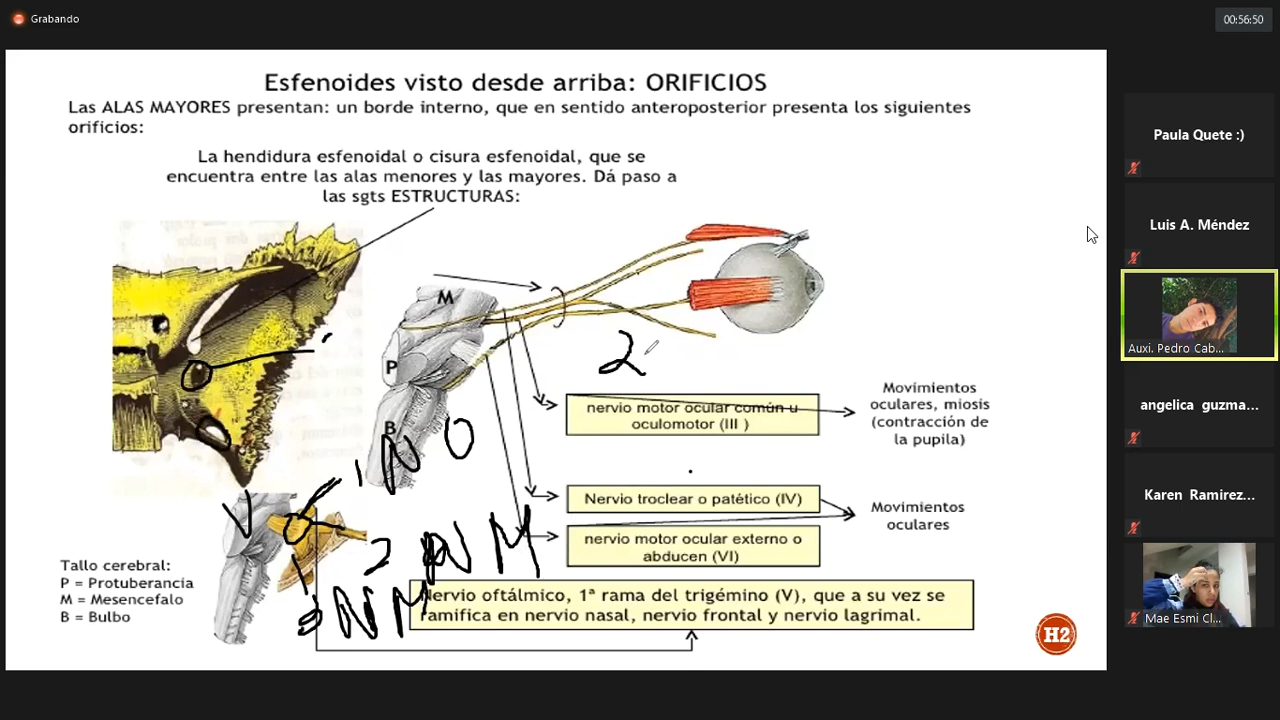 Grabando
00:56:50
Esfenoides visto desde arriba: ORIFICIOS
Las ALAS MAYORES presentan: un borde interno, que en sentido anteroposterior presenta los siguientes
orificios:
La hendidura esfenoidal o cisura esfenoidal, que se
encuentra entre las alas menores y las mayores. Dá paso a
las sgts ESTRUCTURAS:
M
P
B
2
nervio motor ocular común u
oculomotor (III )
Movimientos
oculares, miosis
(contracción de
la pupila)
Nervio troclear o patético (IV)
nervio motor ocular externo o
abducen (VI)
Movimientos
oculares
V
1 N O
2 N M
3 N M
Tallo cerebral:
P = Protuberancia
M = Mesencefalo
B = Bulbo
Nervio oftálmico, 1ª rama del trigémino (V), que a su vez se
ramifica en nervio nasal, nervio frontal y nervio lagrimal.
H2
Paula Quete :)
Luis A. Méndez
Auxi. Pedro Cab...
angelica guzma...
Karen Ramirez...
Mae Esmi Cl...